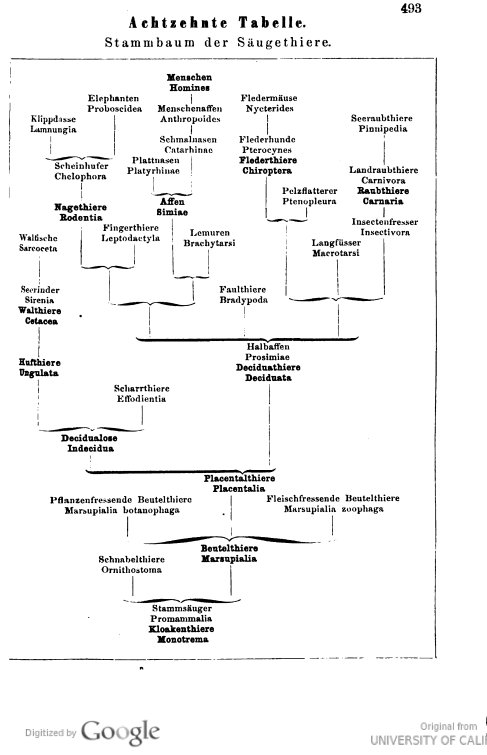 493
Achtzehnte Tabelle.
Stammbaum der Säugethiere.
Menschen
Homines
Elephanten
Proboscidea
Menschenaffen
Anthropoides
Fledermäuse
Nycterides
Klippdasse
Lamnungia
Seeraubthiere
Pinnipedia
Schmalnasen
Catarhinae
Flederhunde
Pterocynes
Flederthiere
Chiroptera
Plattnasen
Platyrhinae
Scheinhufer
Chelophora
Landraubthiere
Carnivora
Raubthiere
Carnaria
Pelzflatterer
Ptenopleura
Affen
Simiae
Nagethiere
Rodentia
Insectenfresser
Insectivora
Fingerthiere
Leptodactyla
Lemuren
Brachytarsi
Walfische
Sarcoceta
Langfüsser
Macrotarsi
Seerinder
Sirenia
Walthiere
Cetacea
Faulthiere
Bradypoda
Halbaffen
Prosimiae
Deciduathiere
Deciduata
Hufthiere
Ungulata
Scharrthiere
Effodientia
Decidualose
Indecidua
Placentalthiere
Placentalia
Pflanzenfressende Beutelthiere
Marsupialia botanophaga
Fleischfressende Beutelthiere
Marsupialia zoophaga
Beutelthiere
Marsupialia
Schnabelthiere
Ornithostoma
Stammsäuger
Promammalia
Kloakenthiere
Monotrema
Digitized by Google
Original from
UNIVERSITY OF CALI